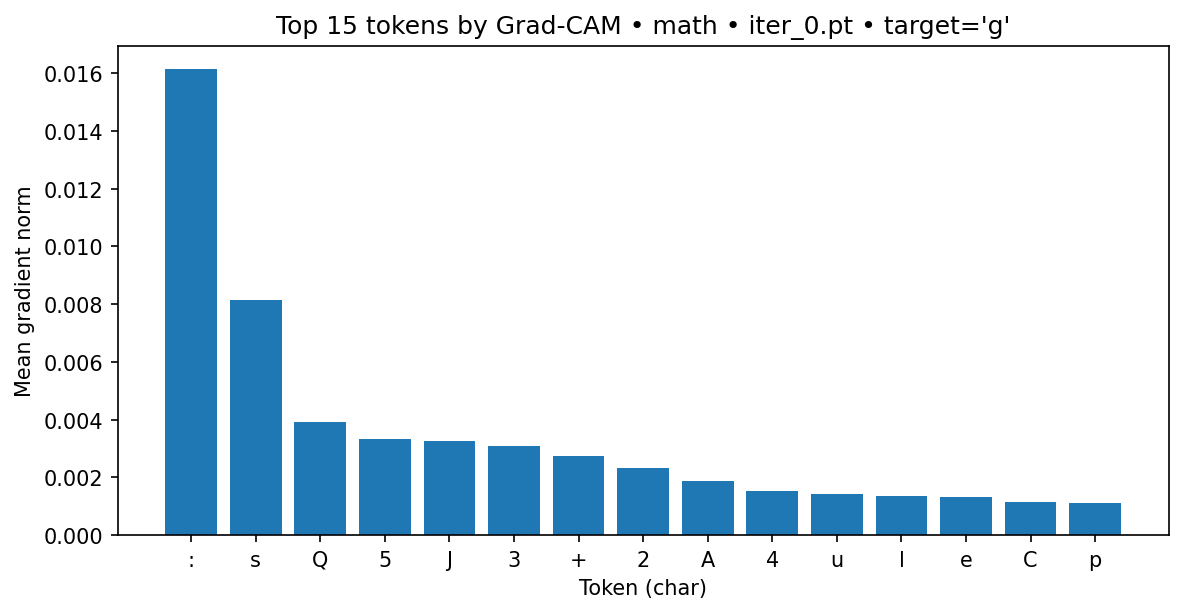 Top 15 tokens by Grad-CAM • math • iter_0.pt • target='g'
Mean gradient norm
0.016
0.014
0.012
0.010
0.008
0.006
0.004
0.002
0.000
: s Q 5 J 3 + 2 A 4 u l e C p
Token (char)